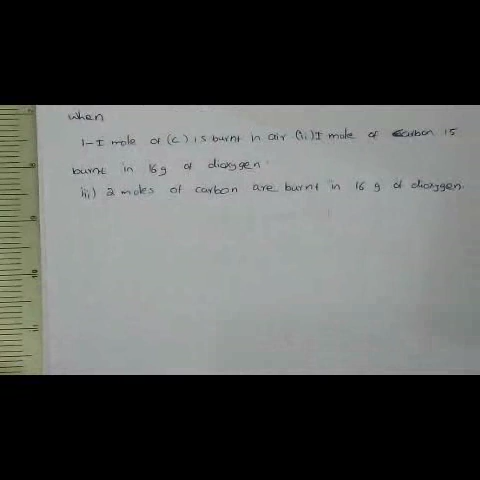 when
1-I mole of (c) is burnt in air (ii) I mole of carbon is
burnt in 16g of dioxygen.
iii) 2 moles of carbon are burnt in 16 g of dioxygen.